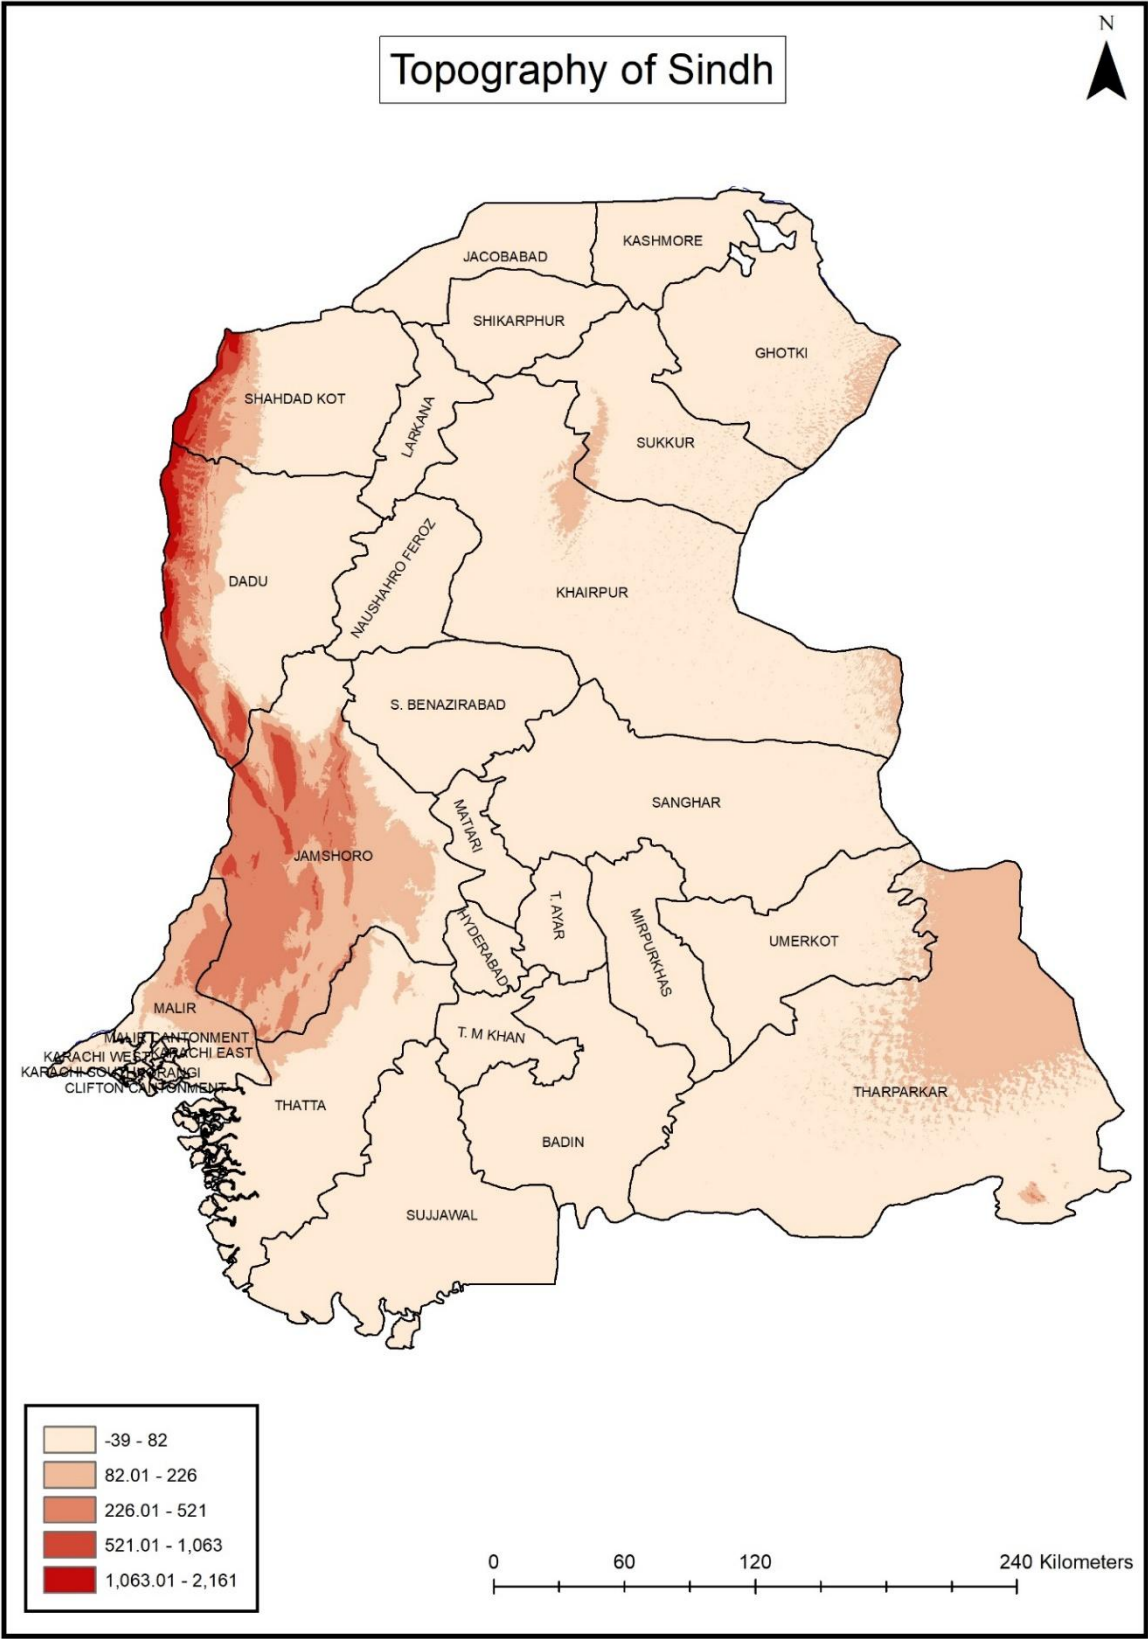 N
Topography of Sindh
KASHMORE
JACOBABAD
SHIKARPHUR
GHOTKI
SHAHDAD KOT
LARKANA
SUKKUR
NAUSHAHRO FEROZ
DADU
KHAIRPUR
S. BENAZIRABAD
SANGHAR
MATIARI
JAMSHORO
T. AYAR
HYDERABAD
MIRPURKHAS
UMERKOT
MALIR
MALIR CANTONMENT
KARACHI WEST
KARACHI EAST
KARACHI SOUTH
KORANGI
CLIFTON CANTONMENT
T. M KHAN
THARPARKAR
THATTA
BADIN
SUJJAWAL
-39 - 82
82.01 - 226
226.01 - 521
521.01 - 1,063
1,063.01 - 2,161
0 60 120 240 Kilometers